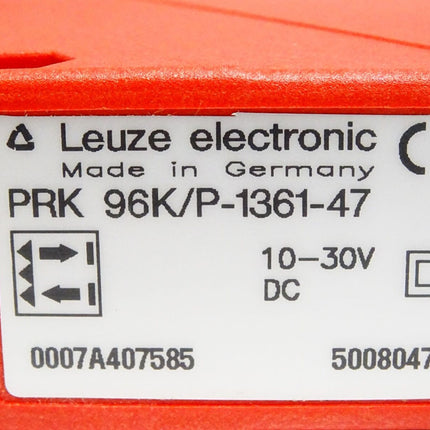 Leuze electronic
Made in Germany
PRK 96K/P-1361-47
10-30V
DC
0007A407585 5008047